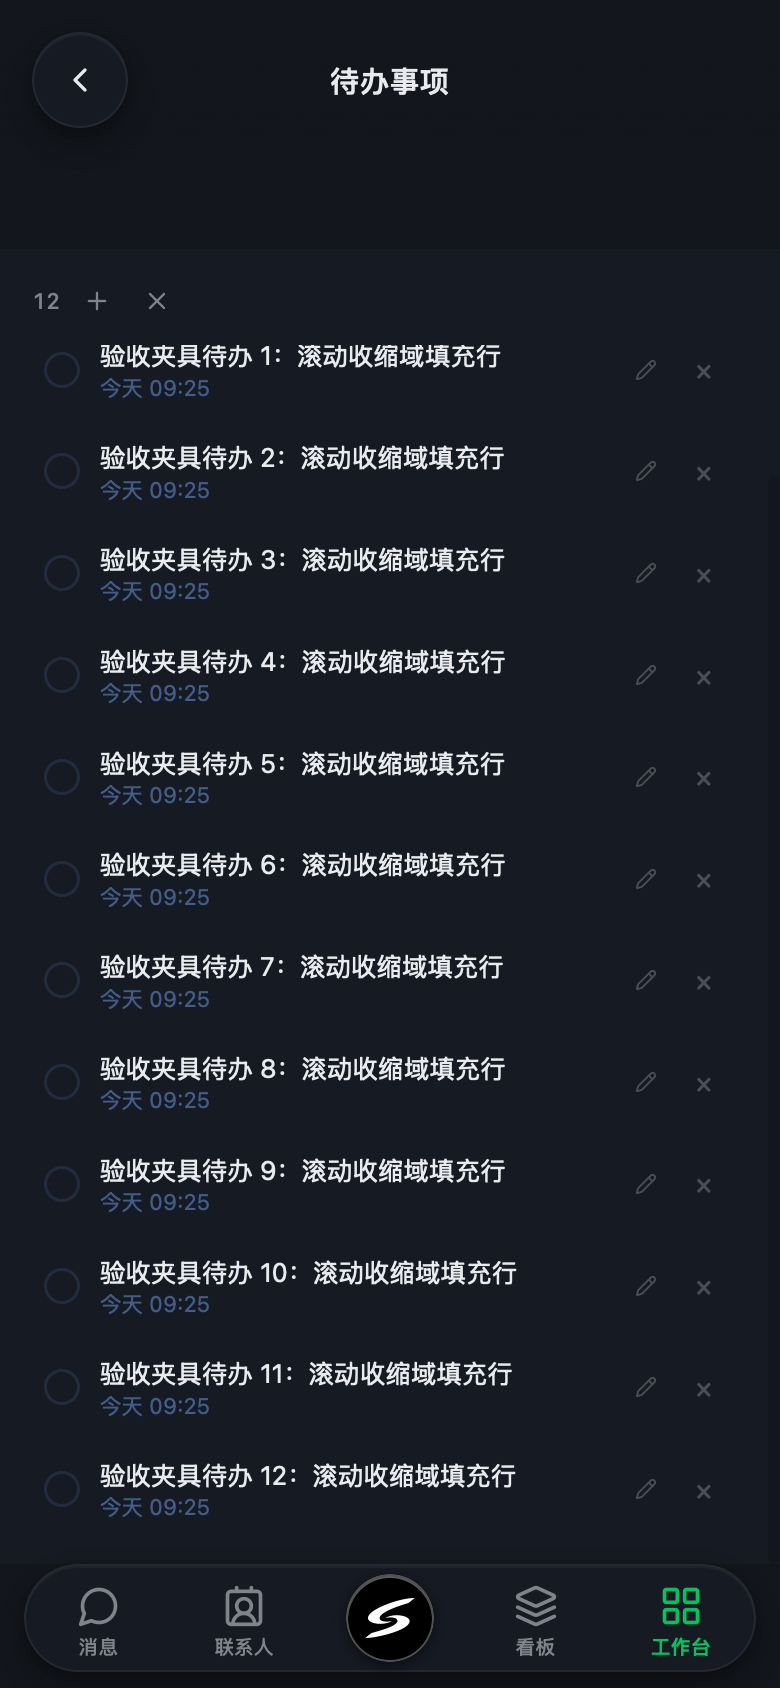 待办事项
12
验收夹具待办 1：滚动收缩域填充行
今天 09:25
验收夹具待办 2：滚动收缩域填充行
今天 09:25
验收夹具待办 3：滚动收缩域填充行
今天 09:25
验收夹具待办 4：滚动收缩域填充行
今天 09:25
验收夹具待办 5：滚动收缩域填充行
今天 09:25
验收夹具待办 6：滚动收缩域填充行
今天 09:25
验收夹具待办 7：滚动收缩域填充行
今天 09:25
验收夹具待办 8：滚动收缩域填充行
今天 09:25
验收夹具待办 9：滚动收缩域填充行
今天 09:25
验收夹具待办 10：滚动收缩域填充行
今天 09:25
验收夹具待办 11：滚动收缩域填充行
今天 09:25
验收夹具待办 12：滚动收缩域填充行
今天 09:25
消息 联系人 看板 工作台